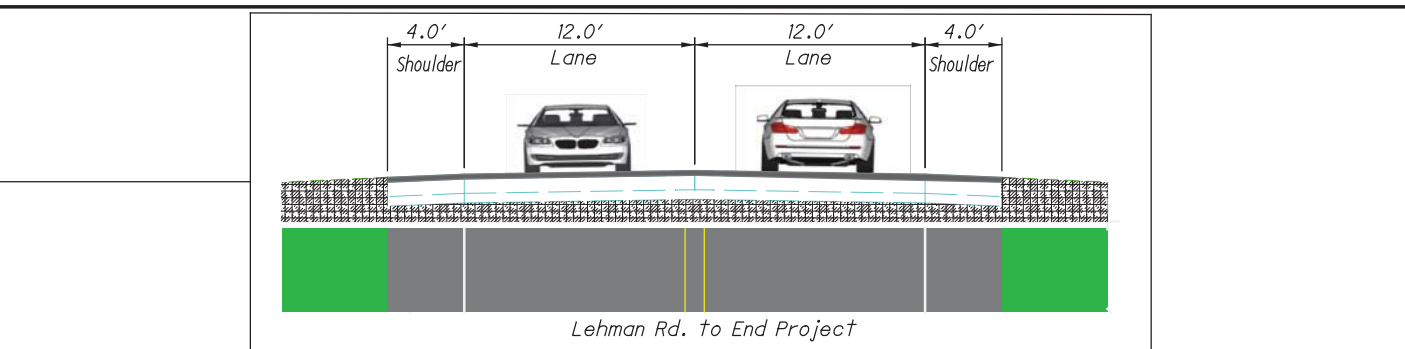 4.0' 12.0' 12.0' 4.0'
Shoulder Lane Lane Shoulder
Lehman Rd. to End Project